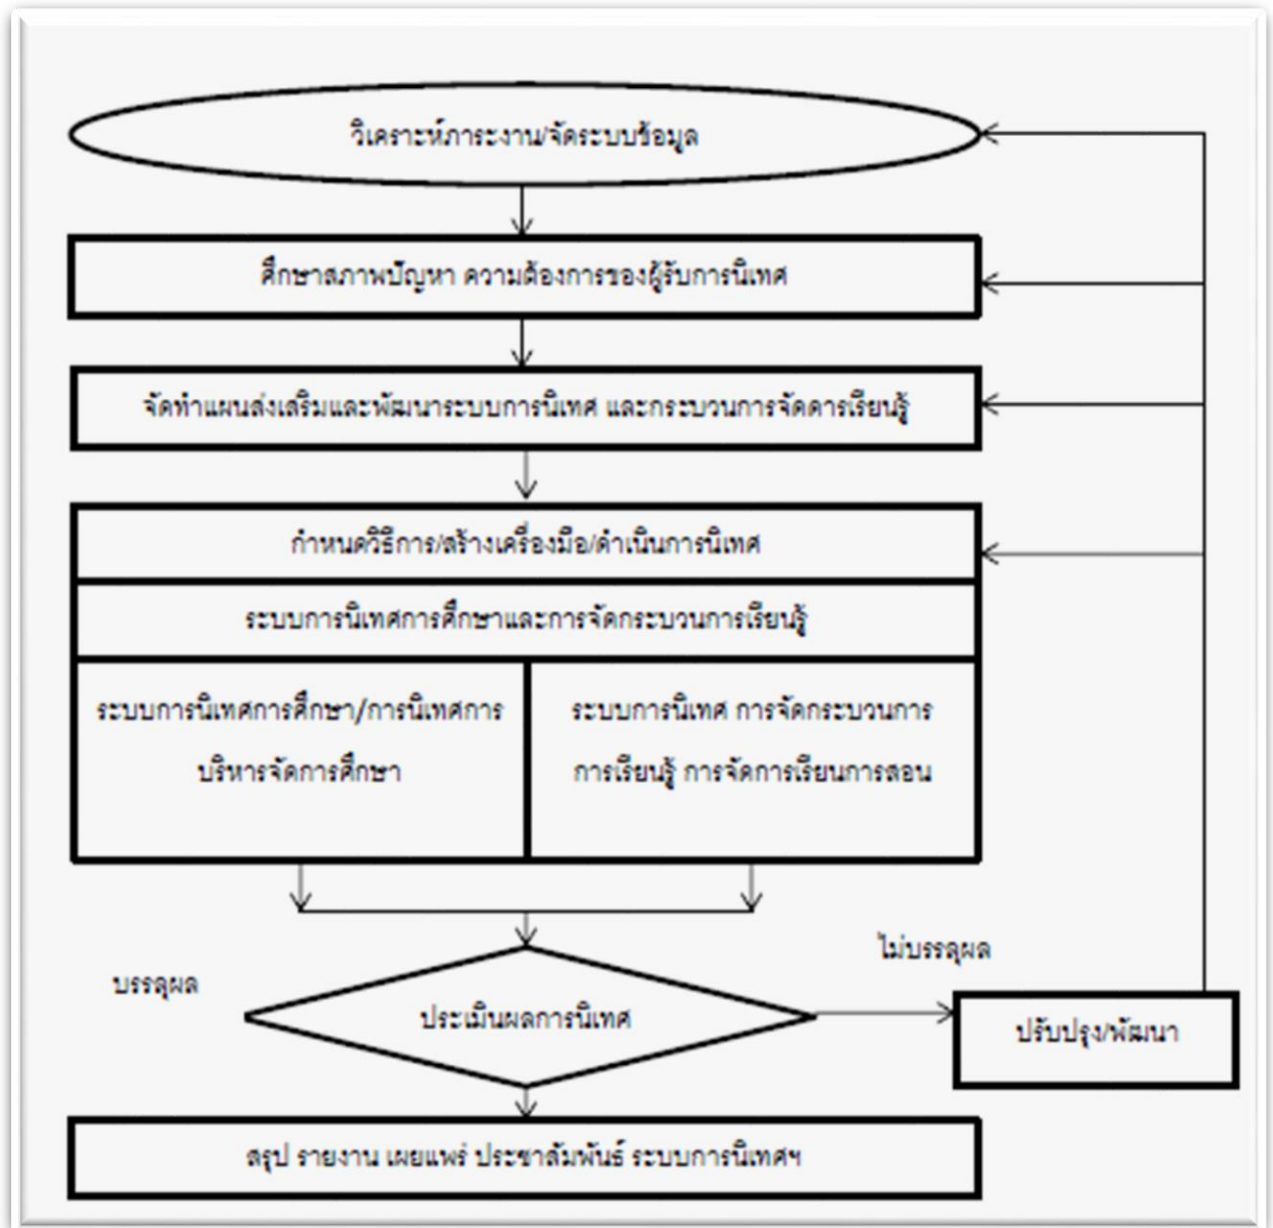 วิเคราะห์ภาระงาน/จัดระบบข้อมูล
ศึกษาสภาพปัญหา ความต้องการของผู้รับการนิเทศ
จัดทำแผนส่งเสริมและพัฒนาระบบการนิเทศ และกระบวนการจัดดารเรียนรู้
กำหนดวิธีการ/สร้างเครื่องมือ/ดำเนินการนิเทศ
ระบบการนิเทศการศึกษาและการจัดกระบวนการเรียนรู้
ระบบการนิเทศการศึกษา/การนิเทศการ
บริหารจัดการศึกษา
ระบบการนิเทศ การจัดกระบวนการ
การเรียนรู้ การจัดการเรียนการสอน
ไม่บรรลุผล
บรรลุผล
ประเมินผลการนิเทศ
ปรับปรุง/พัฒนา
สรุป รายงาน เผยแพร่ ประชาสัมพันธ์ ระบบการนิเทศฯ